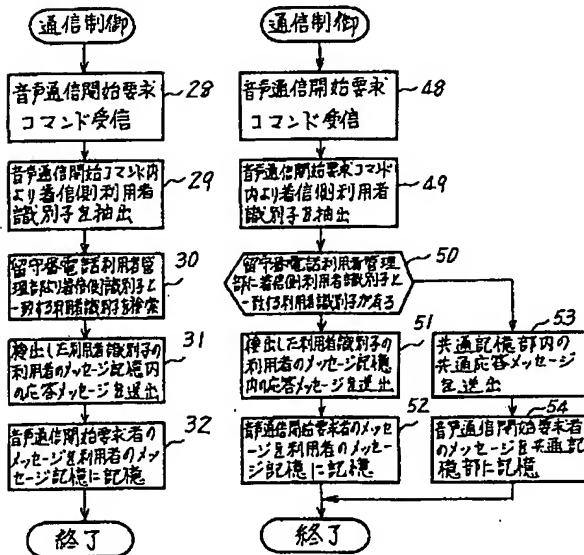 通信制御
音声通信開始要求
コマンド受信
28
音声通信開始コマンド内
より着信側利用者
識別子を抽出
29
留守番電話利用者管
理部より着信側識別子と
一致する利用者識別子を検索
30
検出した利用者識別子の
利用者のメッセージ記憶内
の応答メッセージを送出
31
音声通信開始要求者の
メッセージを利用者のメッ
セージ記憶に記憶
32
終了
通信制御
音声通信開始要求
コマンド受信
48
音声通信開始要求コマンド
内より着信側利用者
識別子を抽出
49
留守番電話利用者管理
部に着信側利用者識別子と
一致する利用者識別子が有る
50
検出した利用者識別子の
利用者のメッセージ記憶
内の応答メッセージを送出
51
音声通信開始要求者のメッセ
ージを利用者のメッセー
ジ記憶に記憶
52
共通記憶部内の
共通応答メッセージ
を送出
53
音声通信開始要求者
のメッセージを共通記
憶部に記憶
54
終了